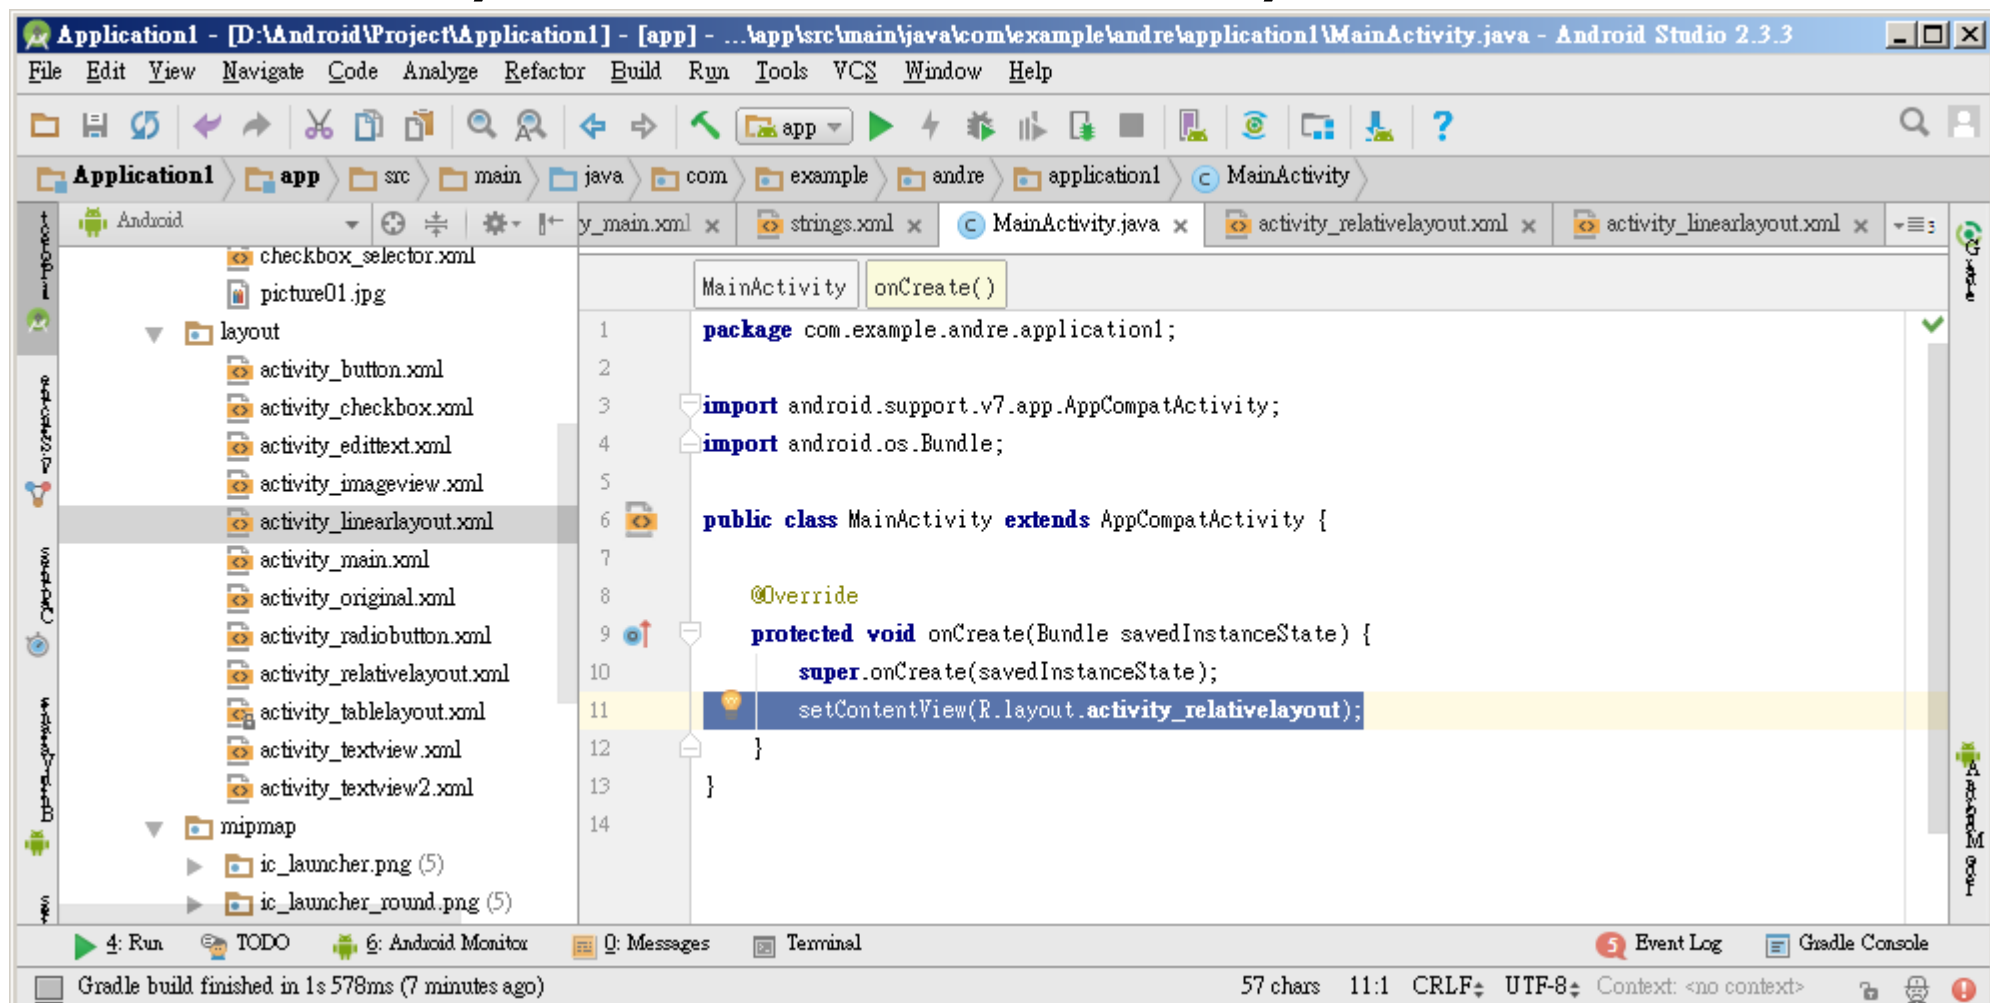 Application1 - [D:\Android\Project\Application1] - [app] - ...\app\src\main\java\com\example\andre\application1\MainActivity.java - Android Studio 2.3.3
File Edit View Navigate Code Analyze Refactor Build Run Tools VCS Window Help
app
Application1 app src main java com example andre application1 MainActivity
Android
y_main.xml strings.xml MainActivity.java activity_relativelayout.xml activity_linearlayout.xml
checkbox_selector.xml
picture01.jpg
layout
activity_button.xml
activity_checkbox.xml
activity_edittext.xml
activity_imageview.xml
activity_linearlayout.xml
activity_main.xml
activity_original.xml
activity_radiobutton.xml
activity_relativelayout.xml
activity_tablelayout.xml
activity_textview.xml
activity_textview2.xml
mipmap
ic_launcher.png (5)
ic_launcher_round.png (5)
MainActivity onCreate()
1 package com.example.andre.application1;
2
3 import android.support.v7.app.AppCompatActivity;
4 import android.os.Bundle;
5
6 public class MainActivity extends AppCompatActivity {
7
8 @Override
9 protected void onCreate(Bundle savedInstanceState) {
10 super.onCreate(savedInstanceState);
11 setContentView(R.layout.activity_relativelayout);
12 }
13 }
14
4: Run TODO 6: Android Monitor 0: Messages Terminal 5 Event Log Gradle Console
Gradle build finished in 1s 578ms (7 minutes ago) 57 chars 11:1 CRLF UTF-8 Context: <no context>